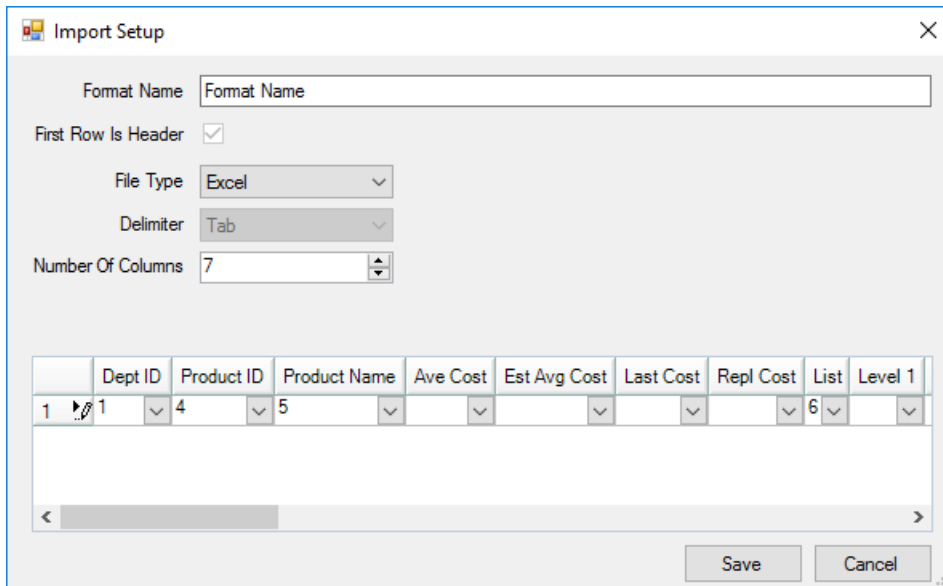 Import Setup
Format Name Format Name
First Row Is Header
File Type Excel
Delimiter Tab
Number Of Columns 7
Dept ID Product ID Product Name Ave Cost Est Avg Cost Last Cost Repl Cost List Level 1
1 1 4 5 6
Save Cancel